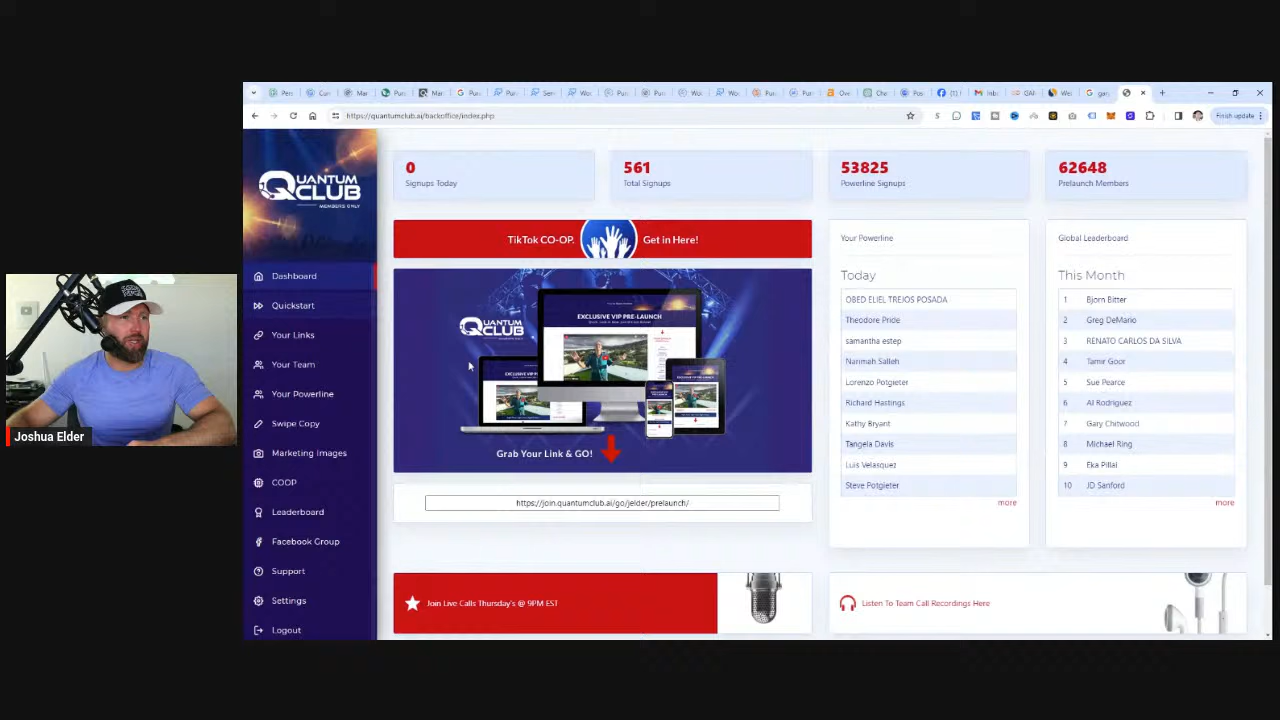 https://quantumclub.ai/backoffice/index.php
Finish update
QUANTUM
CLUB
MEMBERS ONLY
Dashboard
Quickstart
Your Links
Your Team
Your Powerline
Swipe Copy
Marketing Images
COOP
Leaderboard
Facebook Group
Support
Settings
Logout
0
Signups Today
561
Total Signups
53825
Powerline Signups
62648
Prelaunch Members
TikTok CO-OP. Get in Here!
QUANTUM
CLUB
EXCLUSIVE VIP PRE-LAUNCH
Grab Your Link & GO!
https://join.quantumclub.ai/go/jelder/prelaunch/
Your Powerline
Today
OBED ELIEL TREJOS POSADA
Theodore Pride
samantha estep
Narimah Salleh
Lorenzo Potgieter
Richard Hastings
Kathy Bryant
Tangela Davis
Luis Velasquez
Steve Potgieter
more
Global Leaderboard
This Month
1 Bjorn Bitter
2 Greg DeMario
3 RENATO CARLOS DA SILVA
4 Tamir Goor
5 Sue Pearce
6 Al Rodriguez
7 Gary Chitwood
8 Michael Ring
9 Eka Pillai
10 JD Sanford
more
Join Live Calls Thursday's @ 9PM EST
Listen To Team Call Recordings Here
Joshua Elder